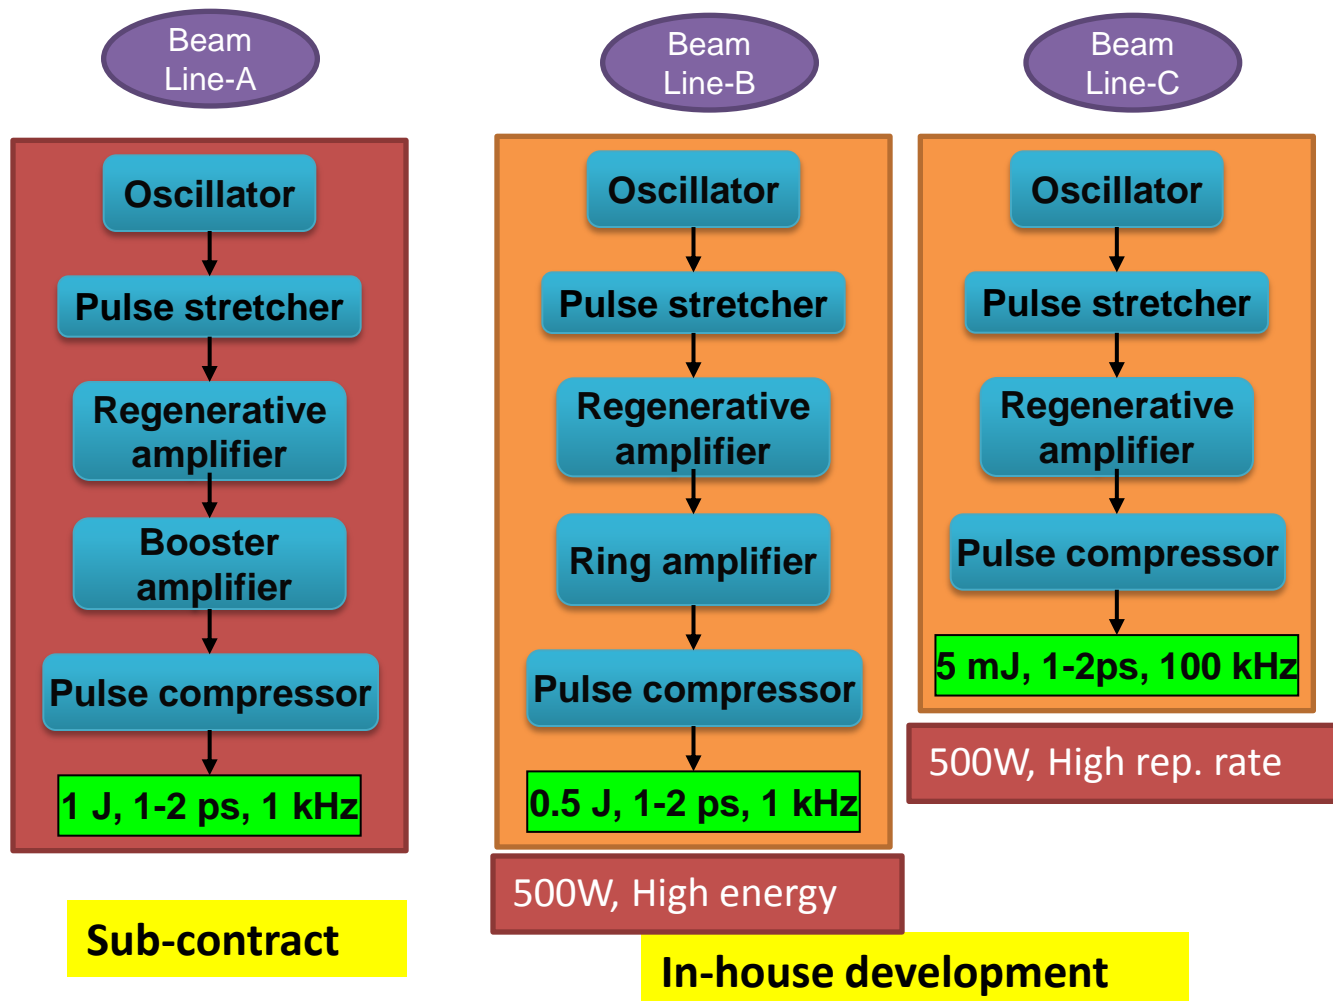 Beam
Line-A
Oscillator
Pulse stretcher
Regenerative
amplifier
Booster
amplifier
Pulse compressor
1 J, 1-2 ps, 1 kHz
Sub-contract
Beam
Line-B
Oscillator
Pulse stretcher
Regenerative
amplifier
Ring amplifier
Pulse compressor
0.5 J, 1-2 ps, 1 kHz
500W, High energy
Beam
Line-C
Oscillator
Pulse stretcher
Regenerative
amplifier
Pulse compressor
5 mJ, 1-2ps, 100 kHz
500W, High rep. rate
In-house development